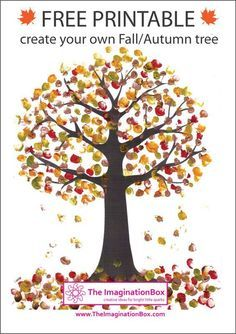 FREE PRINTABLE
create your own Fall/Autumn tree
The ImaginationBox
creative ideas for bright little sparks
www.TheImaginationBox.com